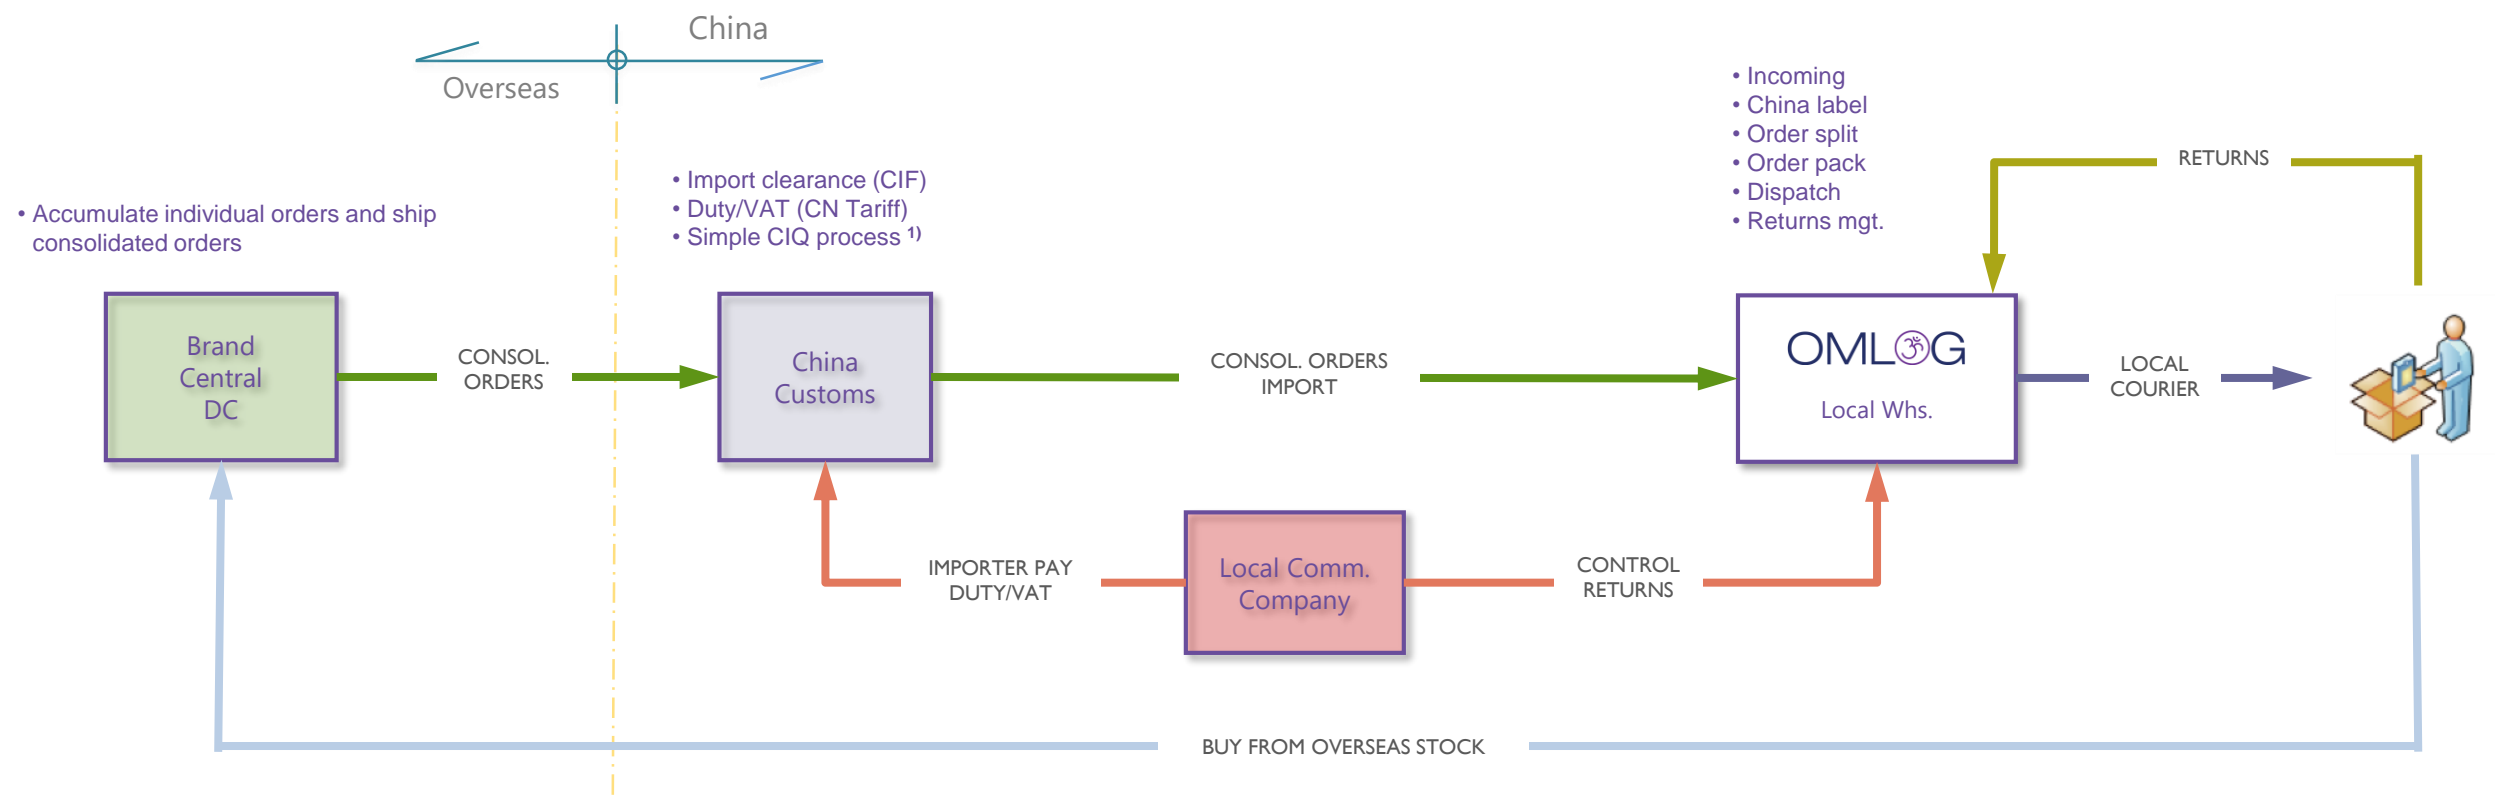 China
Overseas
• Incoming
• China label
• Order split
• Order pack
• Dispatch
• Returns mgt.
RETURNS
• Import clearance (CIF)
• Duty/VAT (CN Tariff)
• Simple CIQ process 1)
• Accumulate individual orders and ship
consolidated orders
Brand
Central
DC
CONSOL.
ORDERS
China
Customs
CONSOL. ORDERS
IMPORT
OMLOG
Local Whs.
LOCAL
COURIER
IMPORTER PAY
DUTY/VAT
Local Comm.
Company
CONTROL
RETURNS
BUY FROM OVERSEAS STOCK